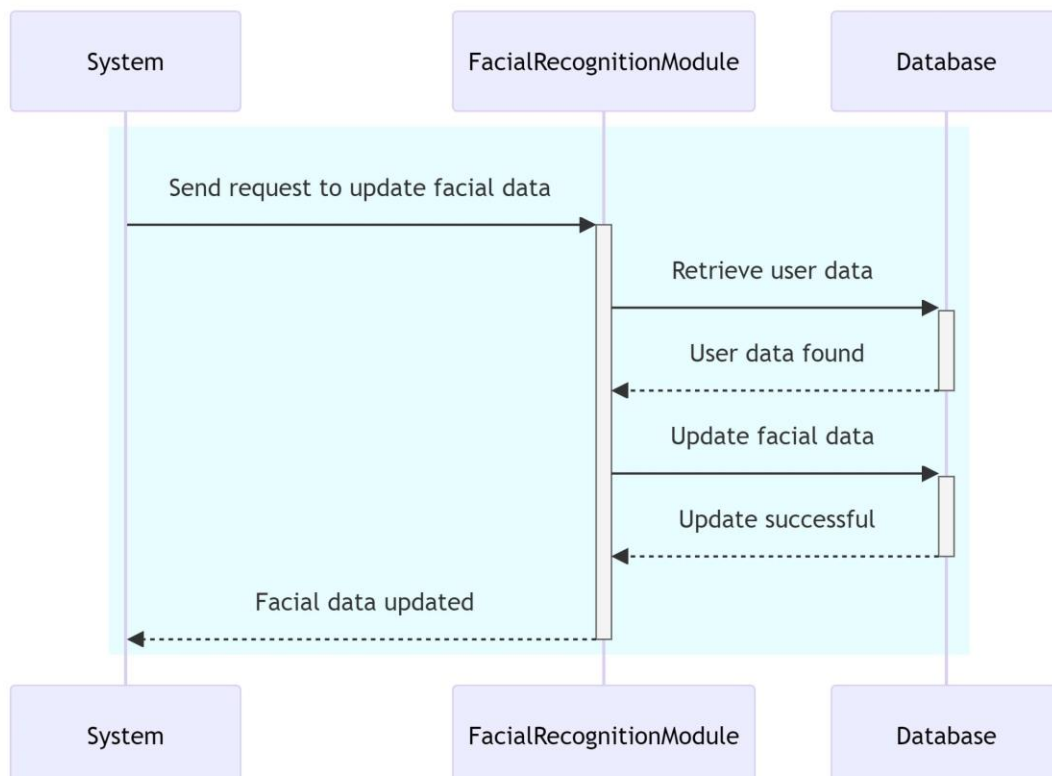 System
FacialRecognitionModule
Database
Send request to update facial data
Retrieve user data
User data found
Update facial data
Update successful
Facial data updated
System
FacialRecognitionModule
Database